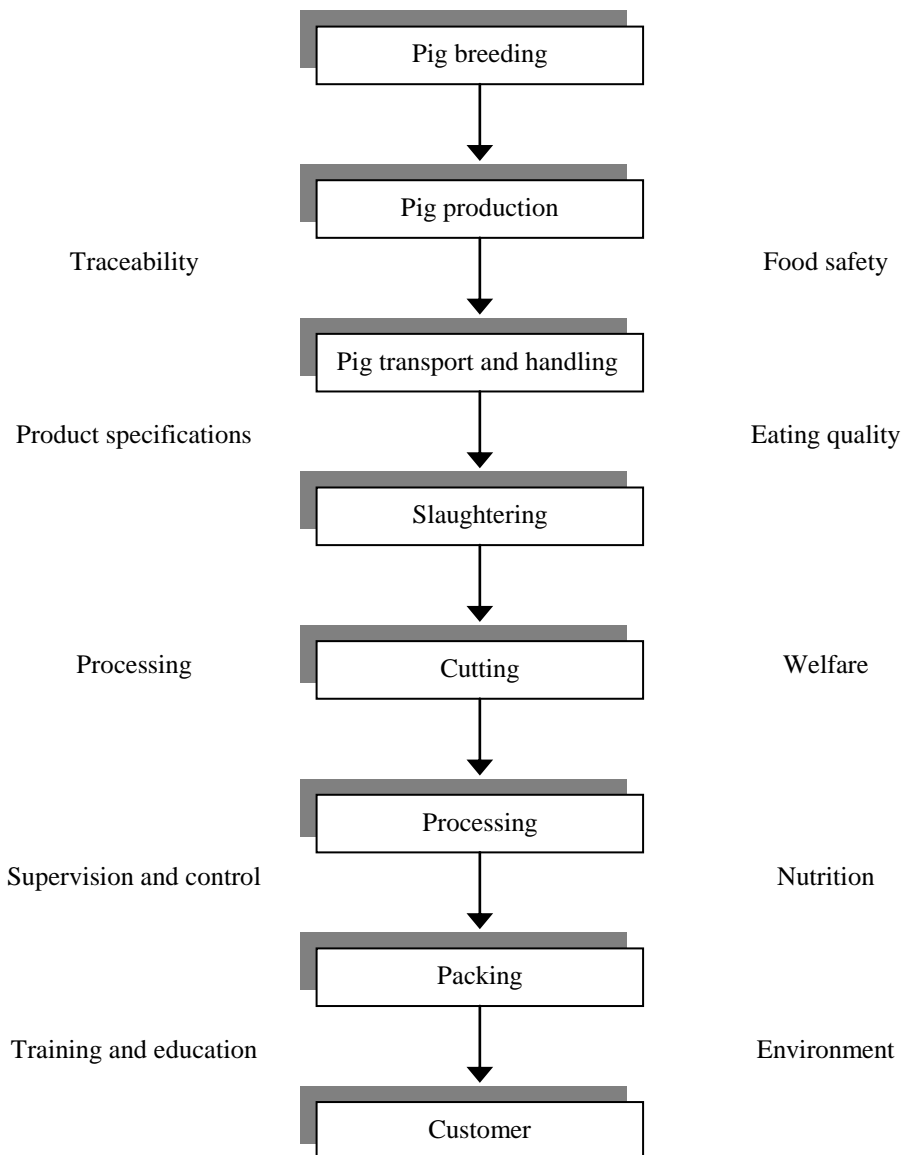 Pig breeding
Pig production
Traceability
Food safety
Pig transport and handling
Product specifications
Eating quality
Slaughtering
Processing
Cutting
Welfare
Processing
Supervision and control
Nutrition
Packing
Training and education
Environment
Customer